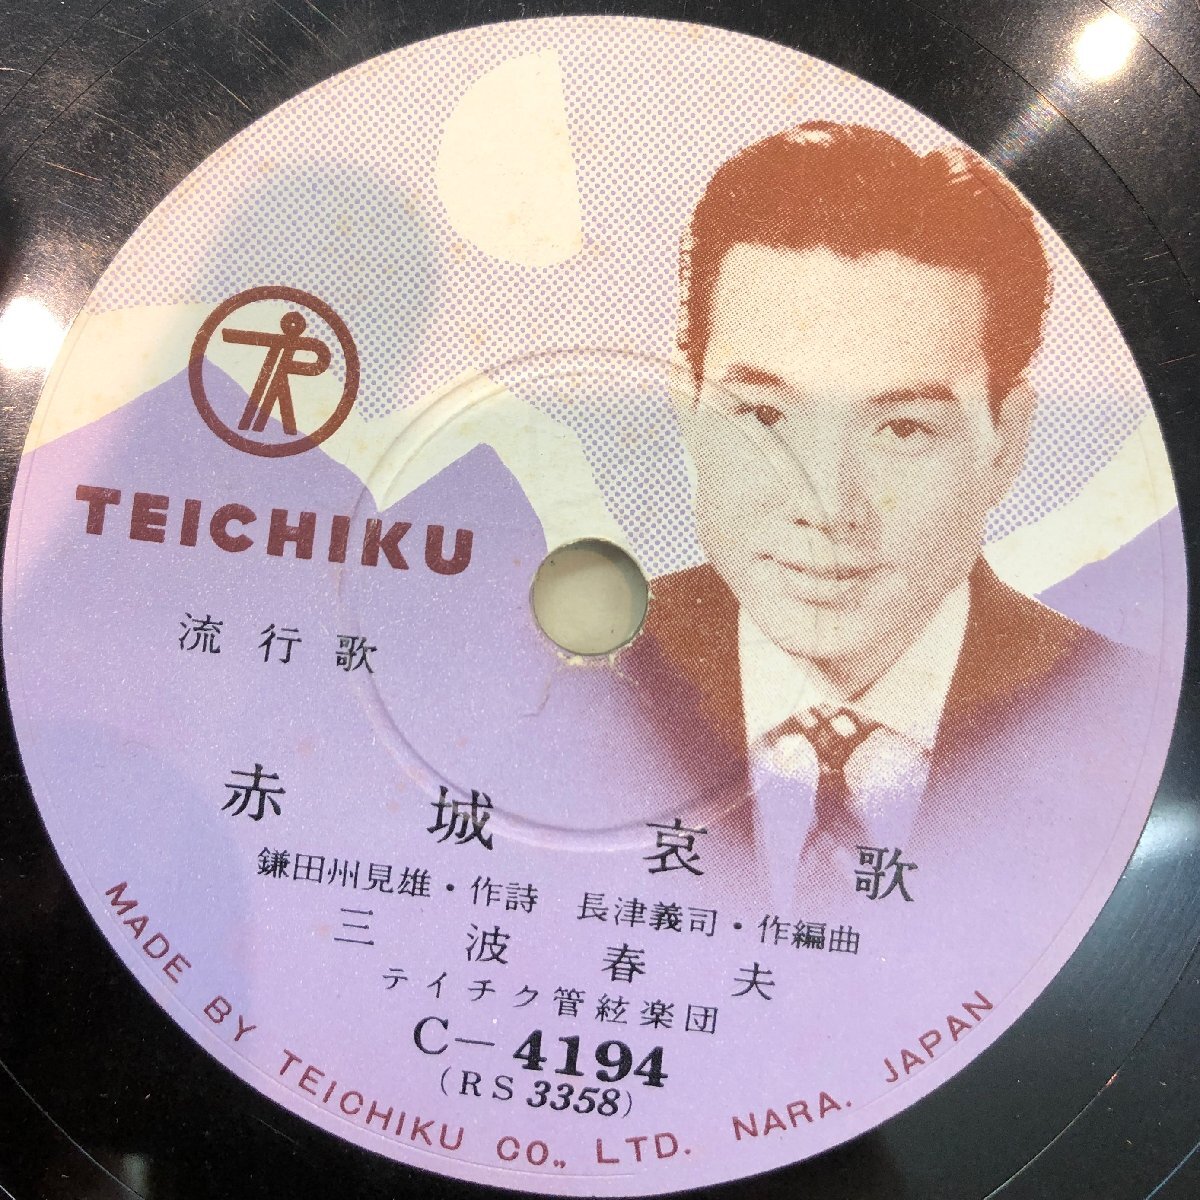 TR
TEICHIKU
流行歌
赤城哀歌
鎌田州見雄・作詩 長津義司・作編曲
三波春夫
テイチク管絃楽団
C-4194
(RS 3358)
MADE BY TEICHIKU CO., LTD. NARA. JAPAN